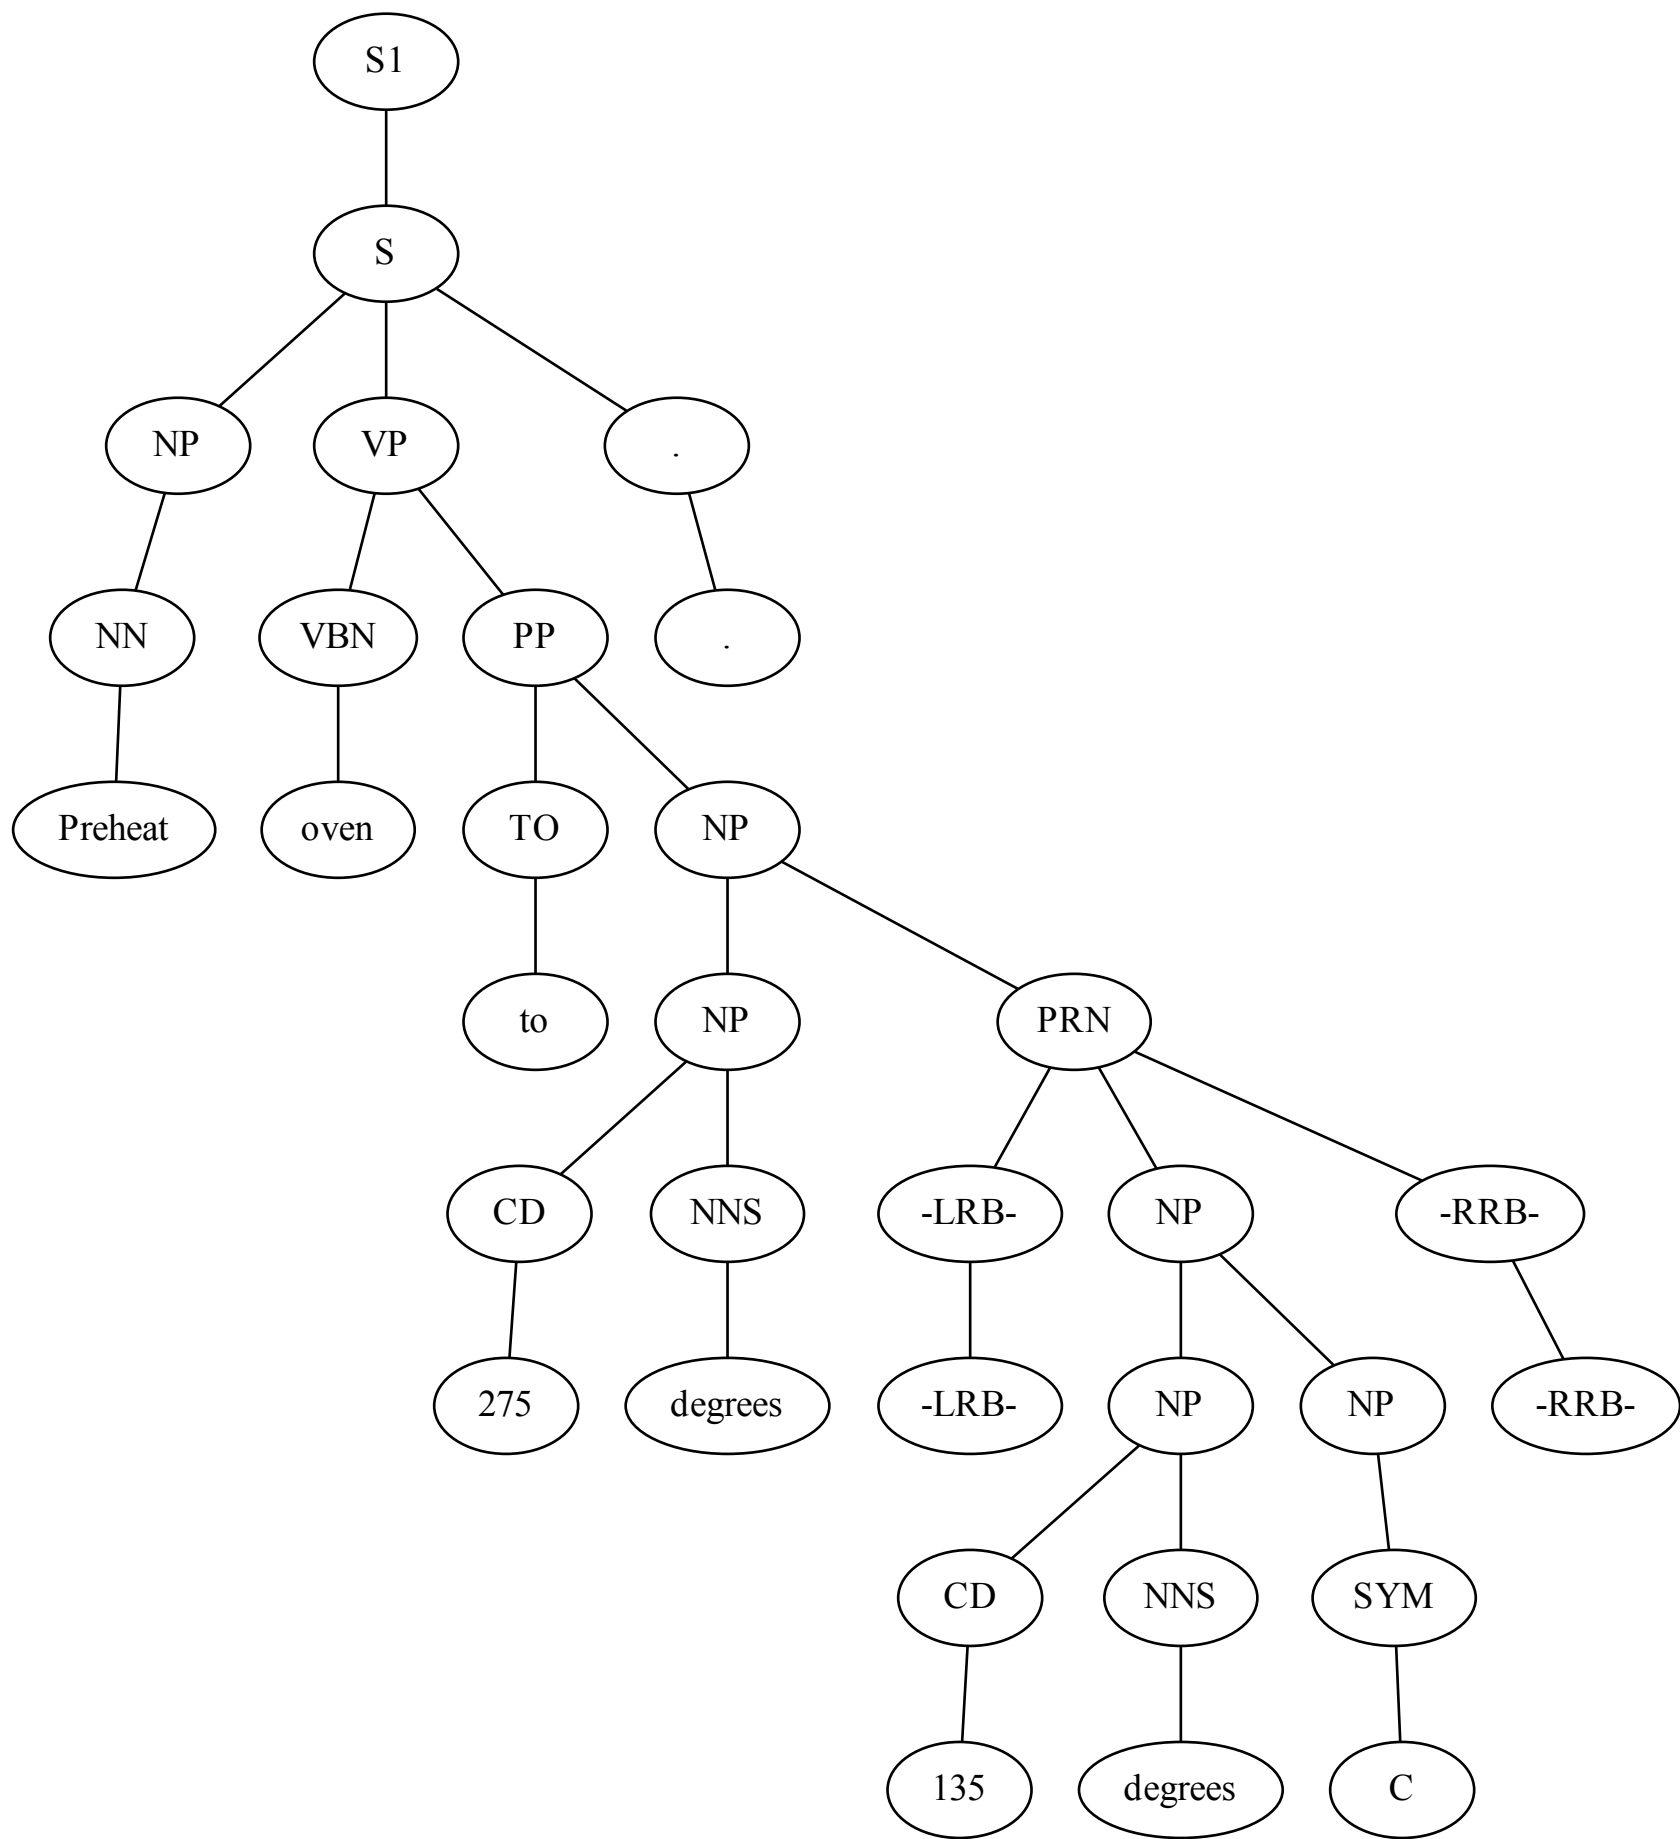 S1
S
NP VP .
NN VBN PP .
Preheat oven TO NP
to NP PRN
CD NNS -LRB- NP -RRB-
275 degrees -LRB- NP NP -RRB-
CD NNS SYM
135 degrees C